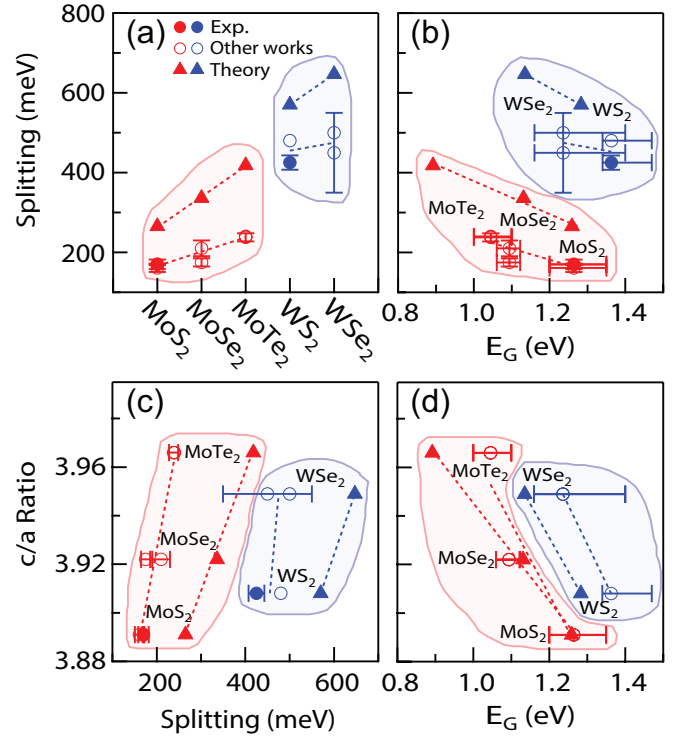 (a)
Exp.
Other works
Theory
(b)
WSe2
WS2
MoTe2
MoSe2
MoS2
Splitting (meV)
800
600
400
200
MoS2
MoSe2
MoTe2
WS2
WSe2
0.8
1.0
1.2
1.4
EG (eV)
(c)
MoTe2
WSe2
MoSe2
WS2
MoS2
(d)
MoTe2
WSe2
MoSe2
WS2
MoS2
c/a Ratio
3.96
3.92
3.88
200
400
600
Splitting (meV)
0.8
1.0
1.2
1.4
EG (eV)